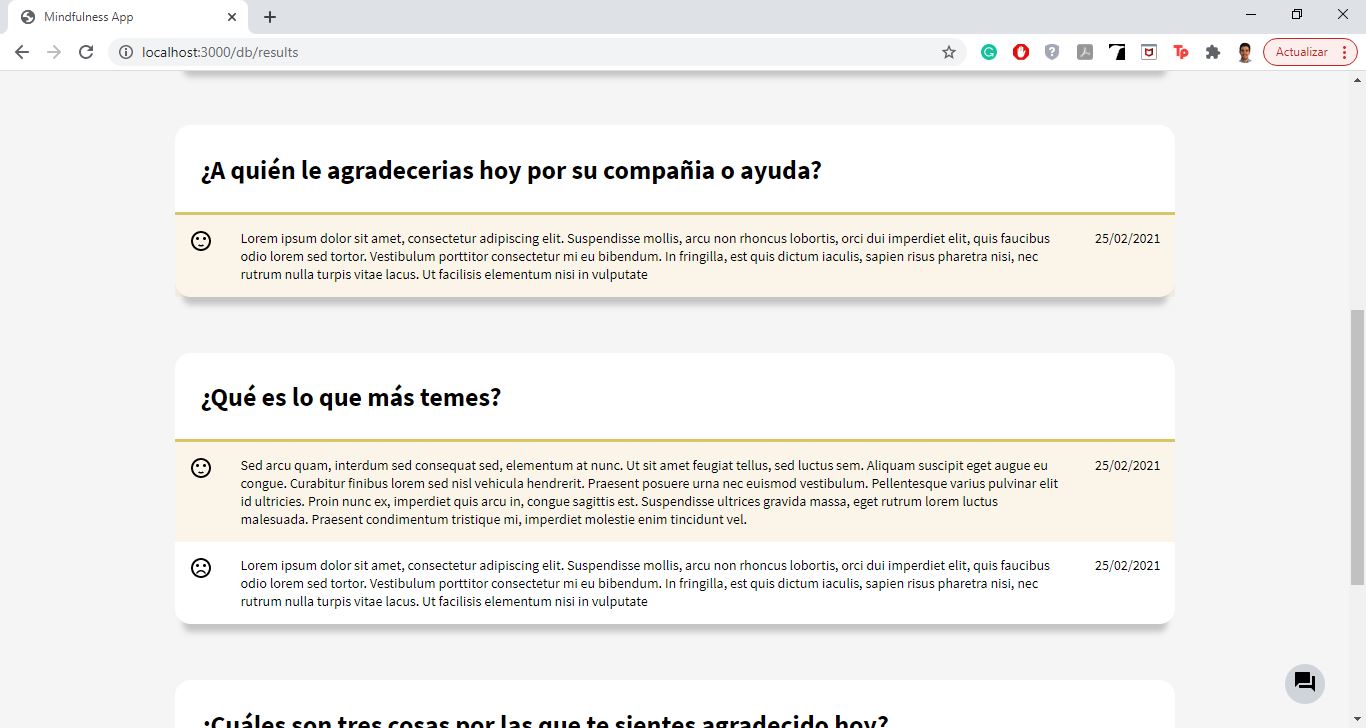 Mindfulness App
localhost:3000/db/results
Actualizar
¿A quién le agradecerias hoy por su compañia o ayuda?
Lorem ipsum dolor sit amet, consectetur adipiscing elit. Suspendisse mollis, arcu non rhoncus lobortis, orci dui imperdiet elit, quis faucibus 25/02/2021
odio lorem sed tortor. Vestibulum porttitor consectetur mi eu bibendum. In fringilla, est quis dictum iaculis, sapien risus pharetra nisi, nec
rutrum nulla turpis vitae lacus. Ut facilisis elementum nisi in vulputate
¿Qué es lo que más temes?
Sed arcu quam, interdum sed consequat sed, elementum at nunc. Ut sit amet feugiat tellus, sed luctus sem. Aliquam suscipit eget augue eu 25/02/2021
congue. Curabitur finibus lorem sed nisl vehicula hendrerit. Praesent posuere urna nec euismod vestibulum. Pellentesque varius pulvinar elit
id ultricies. Proin nunc ex, imperdiet quis arcu in, congue sagittis est. Suspendisse ultrices gravida massa, eget rutrum lorem luctus
malesuada. Praesent condimentum tristique mi, imperdiet molestie enim tincidunt vel.
Lorem ipsum dolor sit amet, consectetur adipiscing elit. Suspendisse mollis, arcu non rhoncus lobortis, orci dui imperdiet elit, quis faucibus 25/02/2021
odio lorem sed tortor. Vestibulum porttitor consectetur mi eu bibendum. In fringilla, est quis dictum iaculis, sapien risus pharetra nisi, nec
rutrum nulla turpis vitae lacus. Ut facilisis elementum nisi in vulputate
¿Cuáles son tres cosas por las que te sientes agradecido hoy?